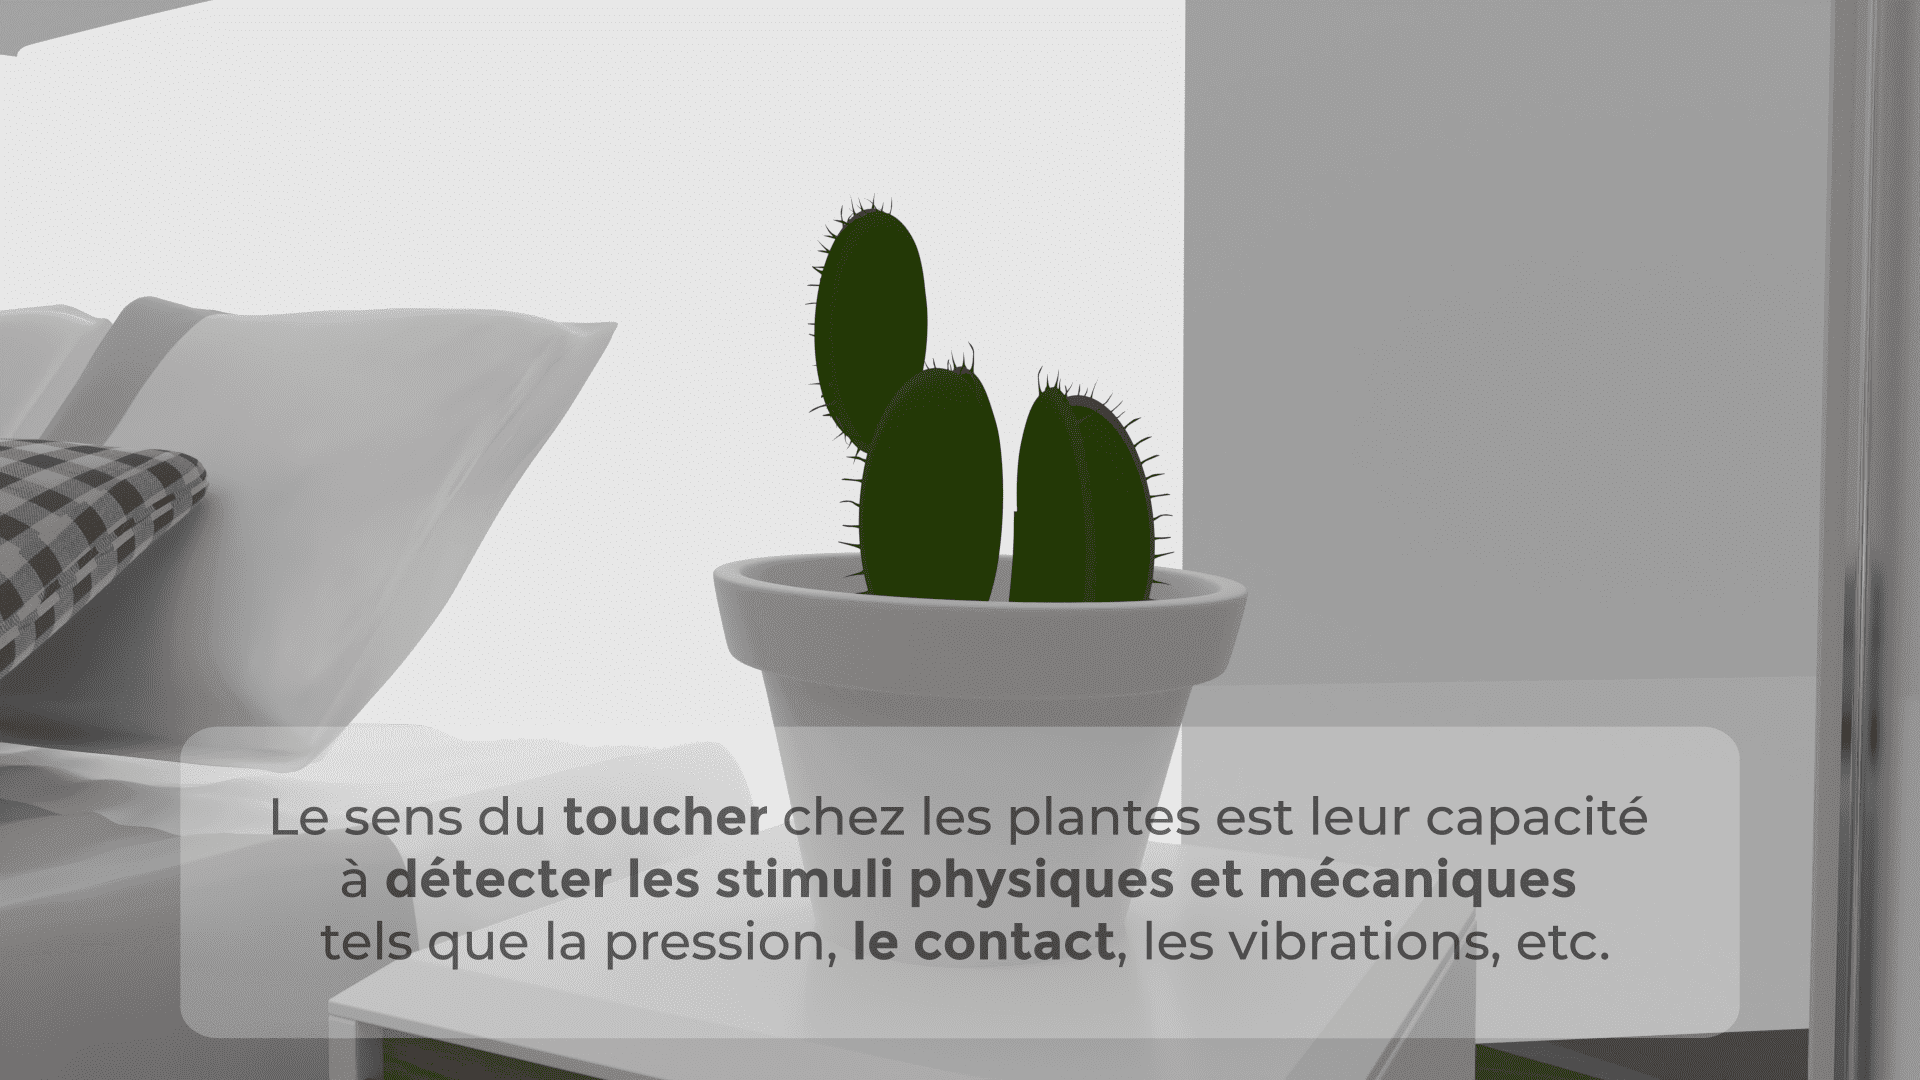 Le sens du toucher chez les plantes est leur capacité
à détecter les stimuli physiques et mécaniques
tels que la pression, le contact, les vibrations, etc.